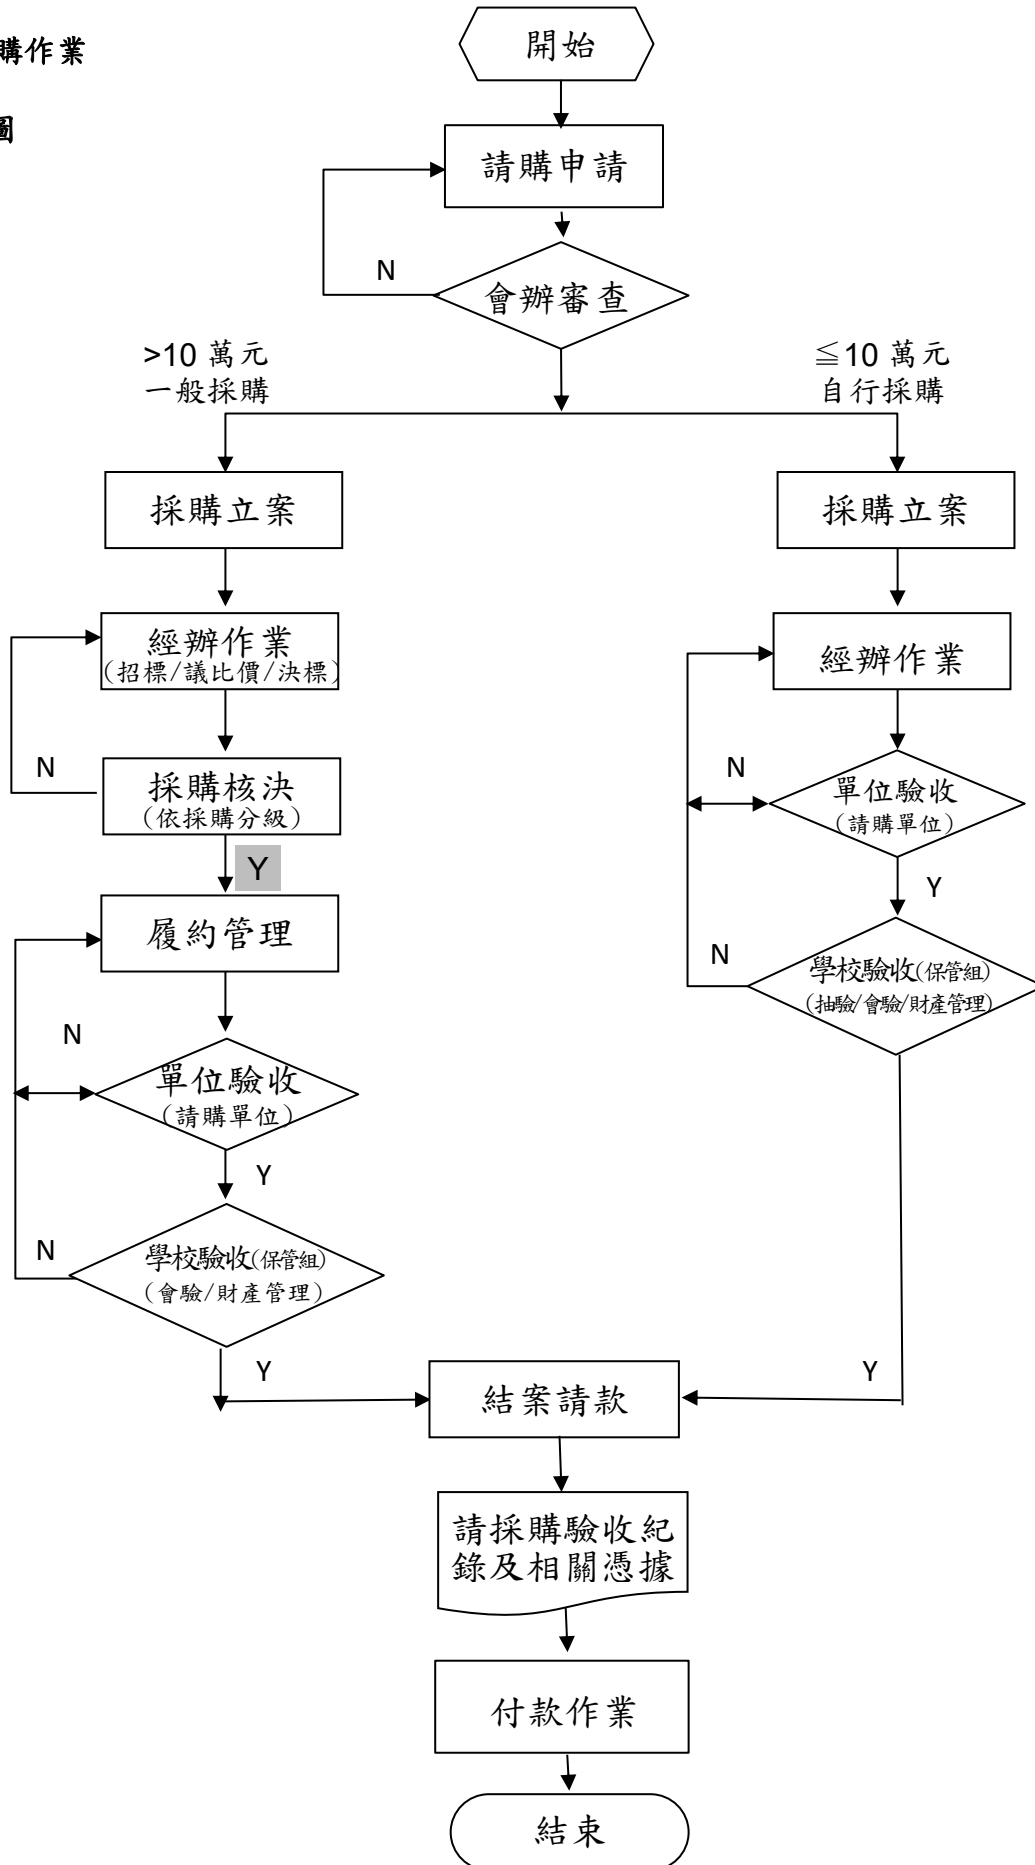 購作業
開始
圖
請購申請
N
會辦審查
>10 萬元
一般採購
≦10 萬元
自行採購
採購立案
採購立案
經辦作業
(招標/議比價/決標)
經辦作業
N
採購核決
(依採購分級)
N
單位驗收
(請購單位)
Y
Y
履約管理
N
學校驗收(保管組)
(抽驗/會驗/財產管理)
N
單位驗收
(請購單位)
Y
N
學校驗收(保管組)
(會驗/財產管理)
Y
結案請款
Y
請採購驗收紀
錄及相關憑據
付款作業
結束